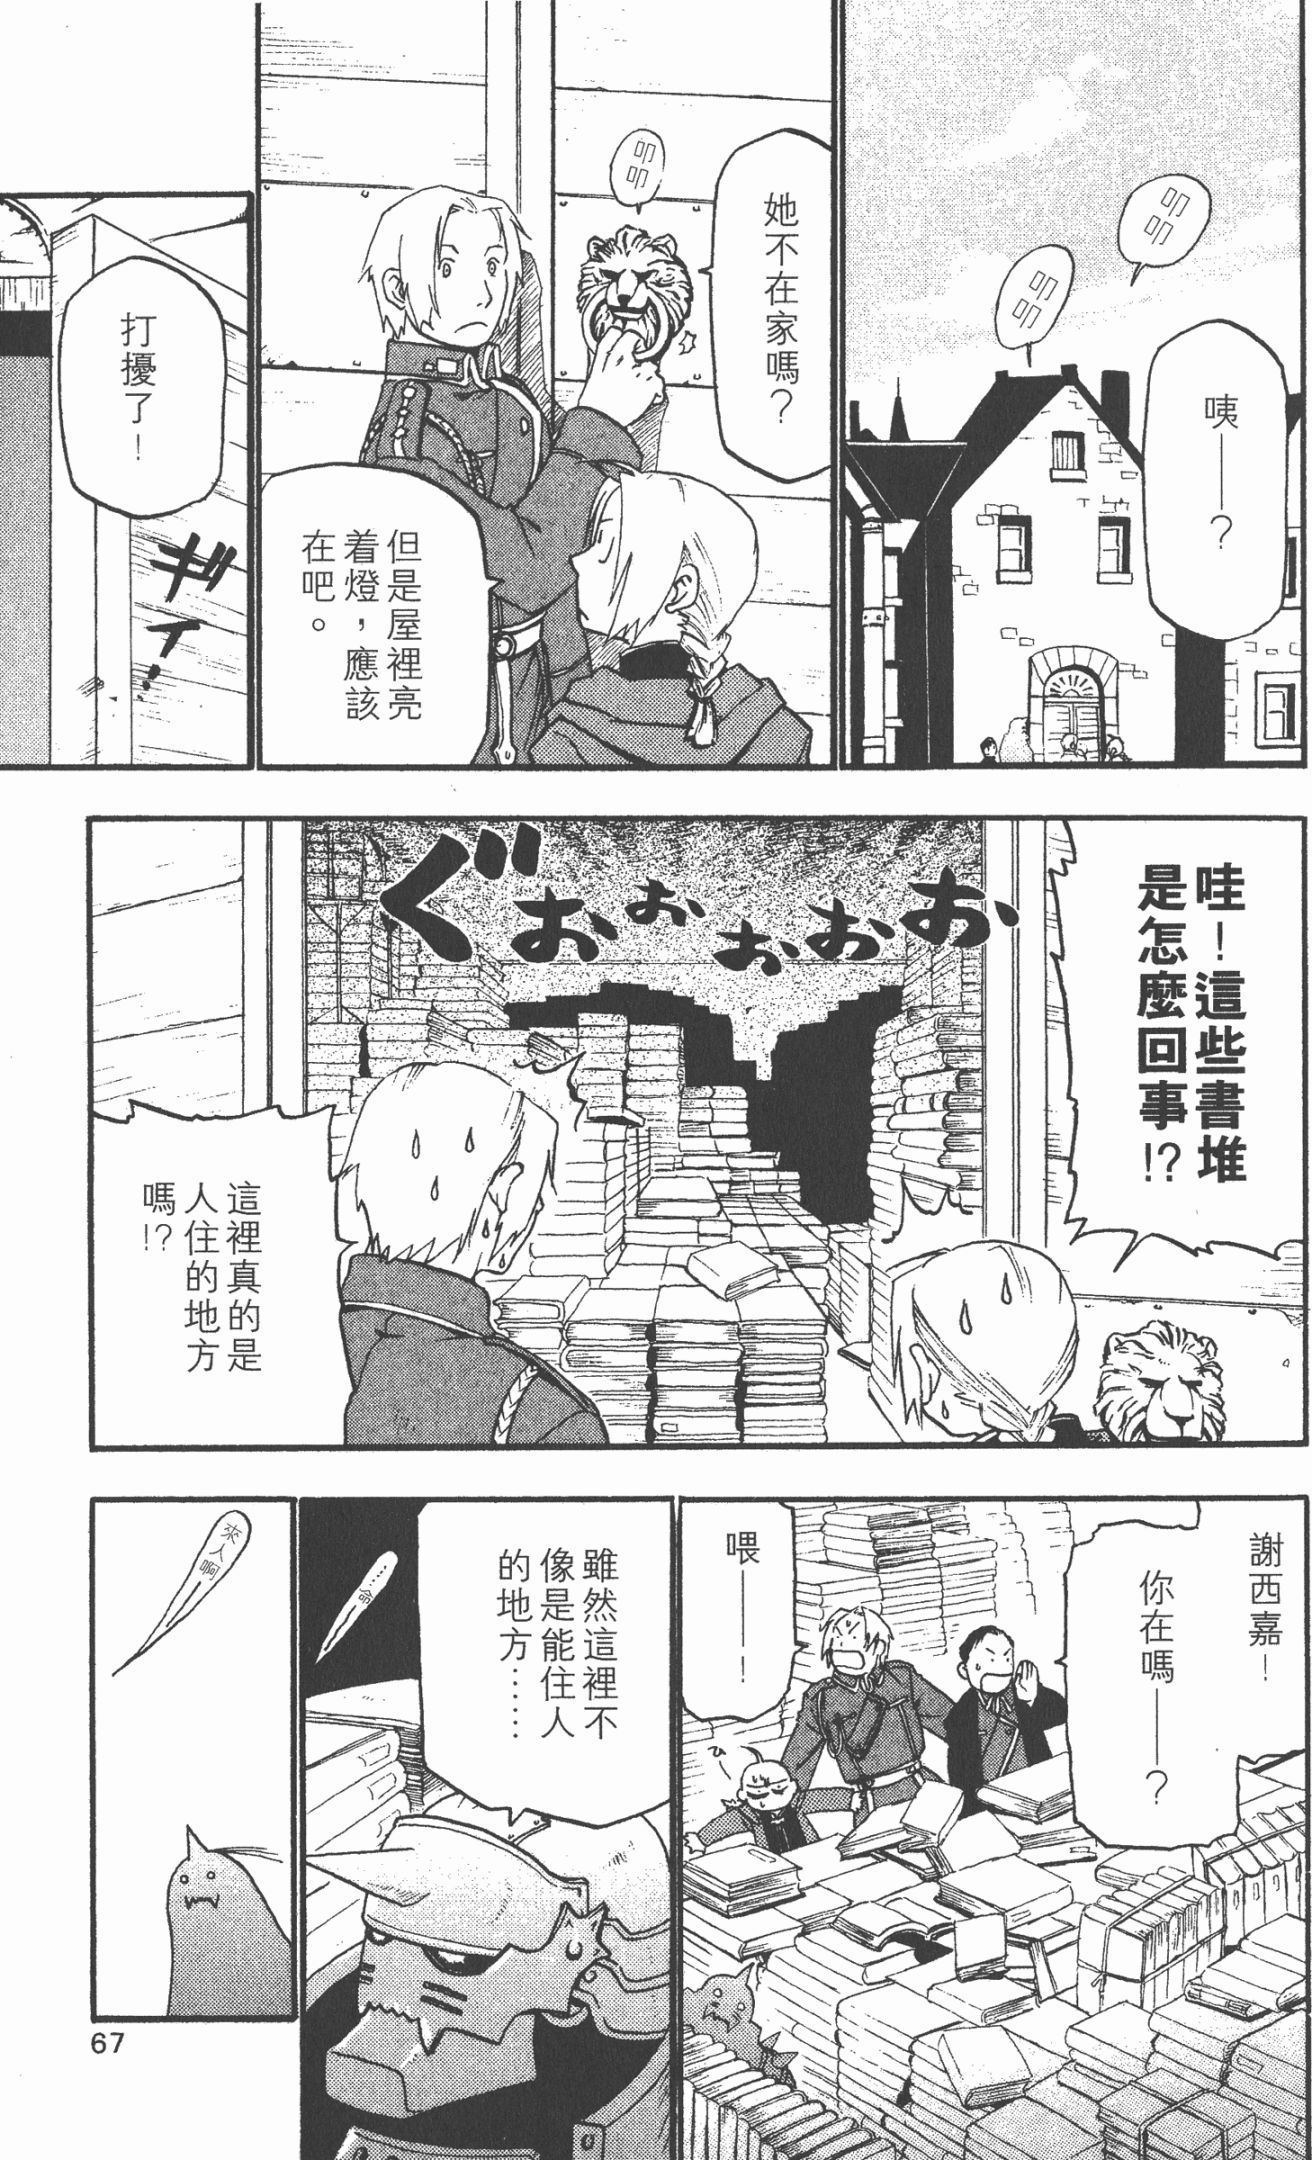 叩叩
叩叩
咦——?
叩叩
她不在家嗎?
但是屋裡亮
着燈，應該
在吧。
打擾了!
ギィ…
哇!這些書堆
是怎麼回事!?
ぐおおおおお
這裡真的是
人住的地方
嗎!?
謝西嘉!
你在嗎——?
喂——!
雖然這裡不
像是能住人
的地方……
…命
來人啊
67